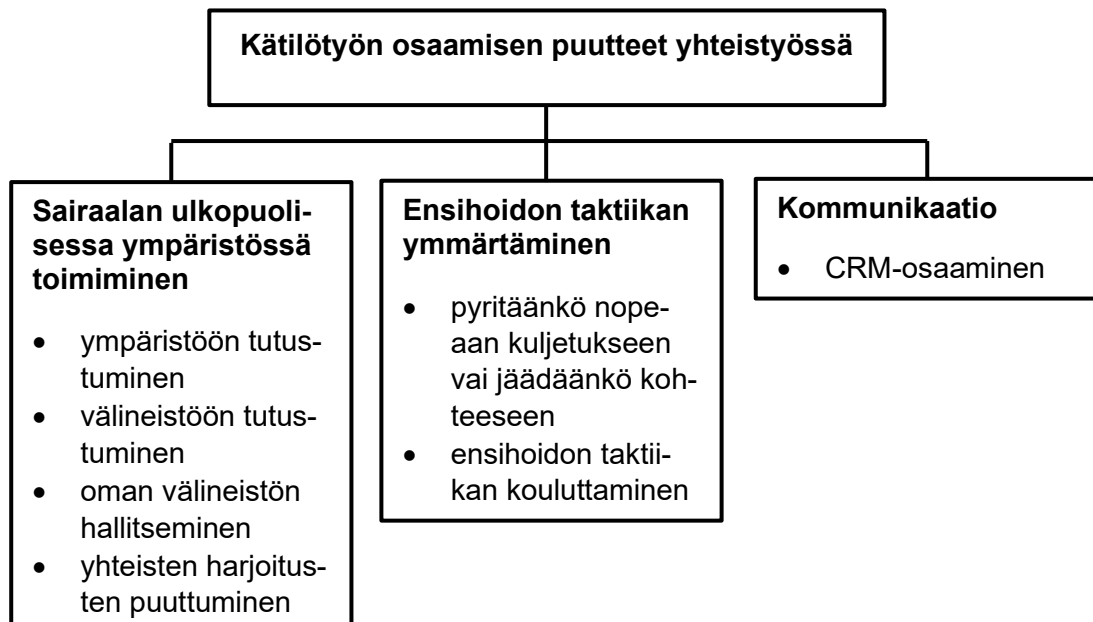 Kätilötyön osaamisen puutteet yhteistyössä
Sairaalan ulkopuoli-
sessa ympäristössä
toimiminen
• ympäristöön tutus-
tuminen
• välineistöön tutus-
tuminen
• oman välineistön
hallitseminen
• yhteisten harjoitus-
ten puuttuminen
Ensihoidon taktiikan
ymmärtäminen
• pyritäänkö nope-
aan kuljetukseen
vai jäädäänkö koh-
teeseen
• ensihoidon taktii-
kan kouluttaminen
Kommunikaatio
• CRM-osaaminen